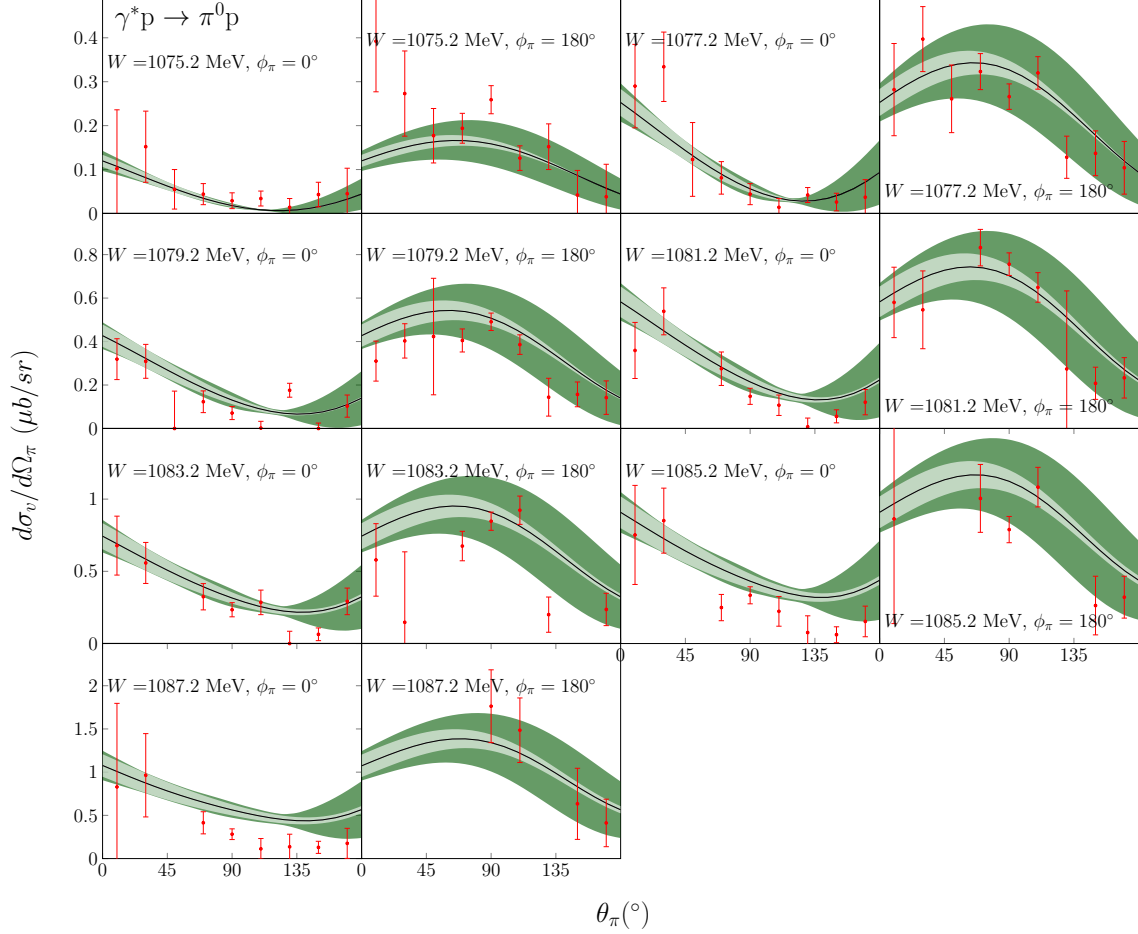 γ*p → π⁰p
W =1075.2 MeV, φπ = 0°
W =1075.2 MeV, φπ = 180°
W =1077.2 MeV, φπ = 0°
W =1077.2 MeV, φπ = 180°
0.4
0.3
0.2
0.1
0
W =1079.2 MeV, φπ = 0°
W =1079.2 MeV, φπ = 180°
W =1081.2 MeV, φπ = 0°
W =1081.2 MeV, φπ = 180°
0.8
0.6
0.4
0.2
0
W =1083.2 MeV, φπ = 0°
W =1083.2 MeV, φπ = 180°
W =1085.2 MeV, φπ = 0°
W =1085.2 MeV, φπ = 180°
1
0.5
0
0 45 90 135 0 45 90 135
W =1087.2 MeV, φπ = 0°
W =1087.2 MeV, φπ = 180°
2
1.5
1
0.5
0
0 45 90 135 0 45 90 135
dσv/dΩπ (μb/sr)
θπ(°)